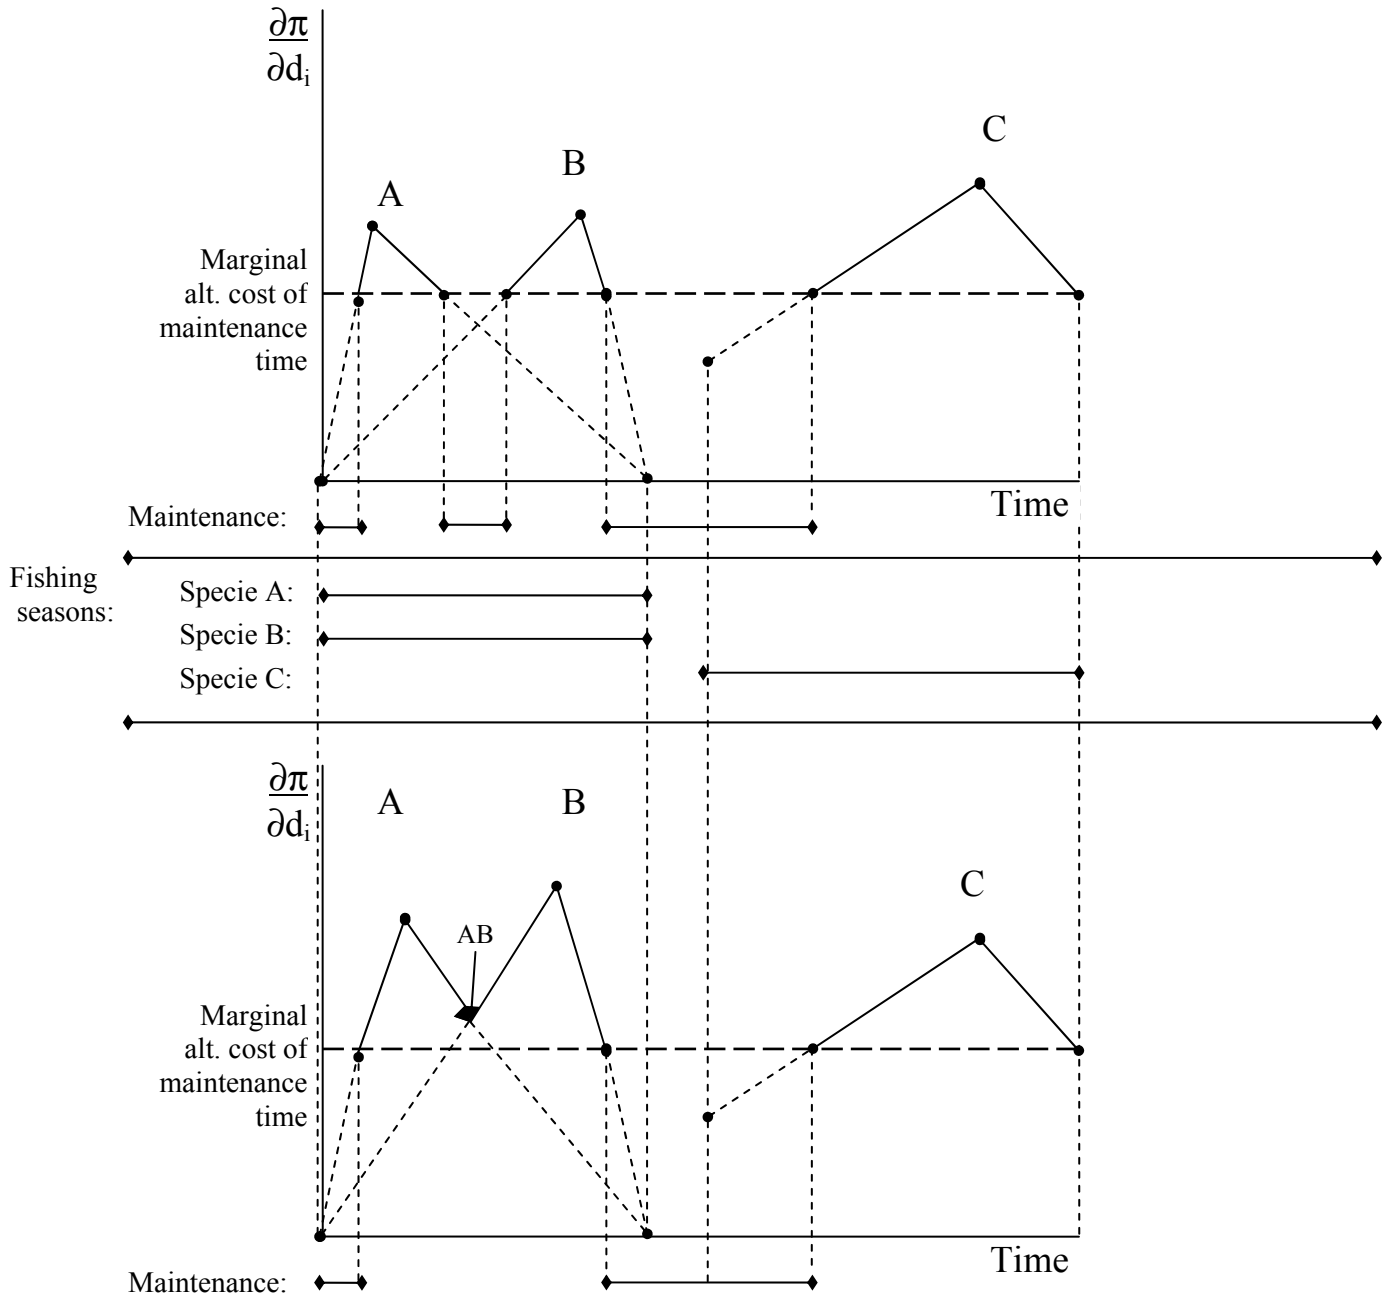 ∂π
∂dᵢ
C
B
A
Marginal
alt. cost of
maintenance
time
Time
Maintenance:
Fishing
seasons:
Specie A:
Specie B:
Specie C:
∂π
∂dᵢ
A
B
C
AB
Marginal
alt. cost of
maintenance
time
Time
Maintenance: